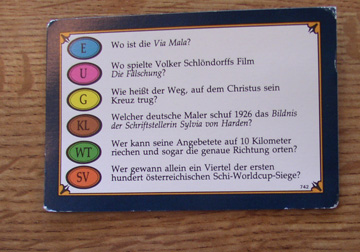 E Wo ist die Via Mala?
U Wo spielte Volker Schlöndorffs Film
Die Fälschung?
G Wie heißt der Weg, auf dem Christus sein
Kreuz trug?
KL Welcher deutsche Maler schuf 1926 das Bildnis
der Schriftstellerin Sylvia von Harden?
WT Wer kann seine Angebetete auf 10 Kilometer
riechen und sogar die genaue Richtung orten?
SV Wer gewann allein ein Viertel der ersten
hundert österreichischen Schi-Worldcup-Siege?
742